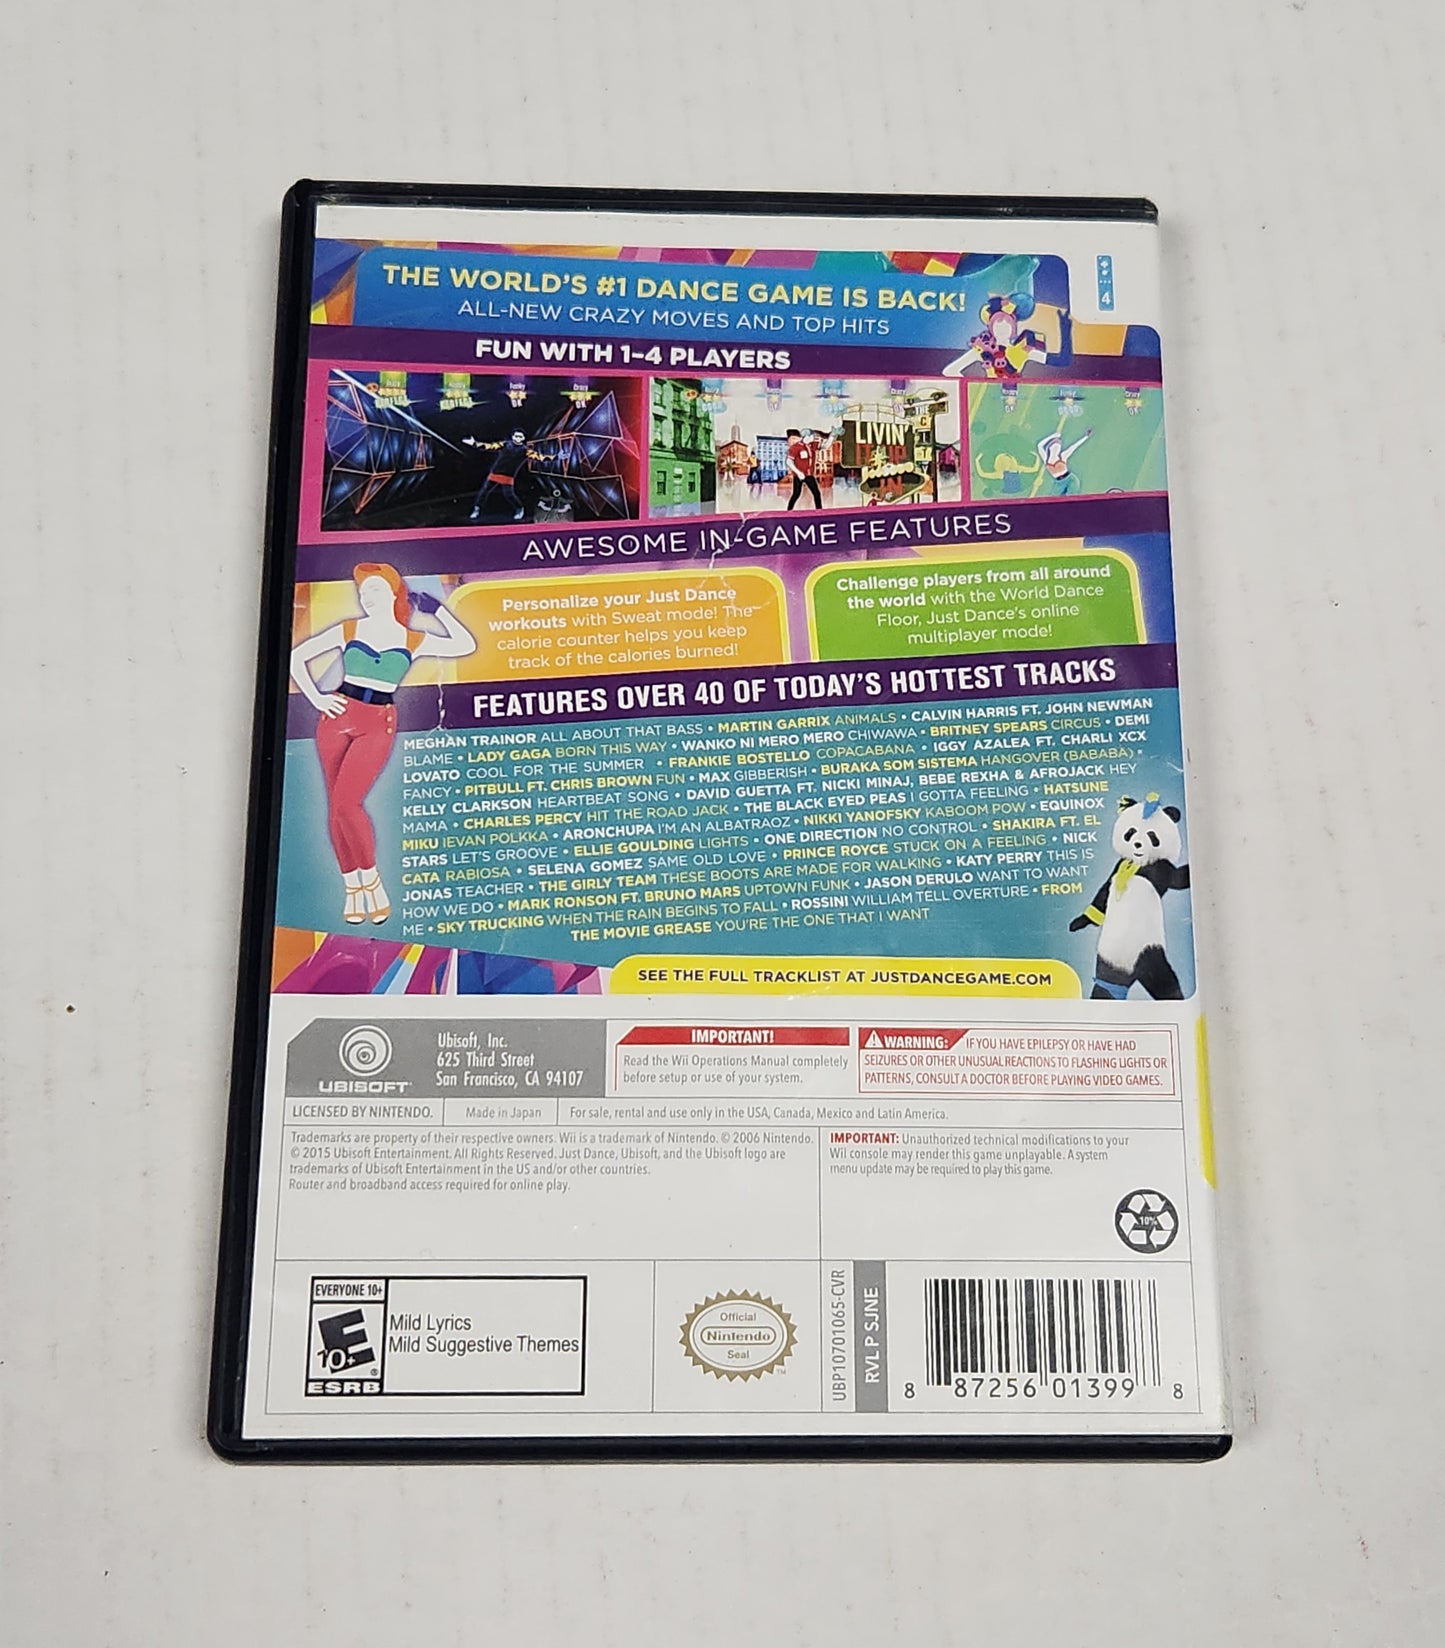 THE WORLD'S #1 DANCE GAME IS BACK!
ALL-NEW CRAZY MOVES AND TOP HITS
4
FUN WITH 1–4 PLAYERS
LIVIN'
AWESOME IN-GAME FEATURES
Personalize your Just Dance
workouts with Sweat mode! The
calorie counter helps you keep
track of the calories burned!
Challenge players from all around
the world with the World Dance
Floor, Just Dance's online
multiplayer mode!
FEATURES OVER 40 OF TODAY'S HOTTEST TRACKS
MEGHAN TRAINOR ALL ABOUT THAT BASS • MARTIN GARRIX ANIMALS • CALVIN HARRIS FT. JOHN NEWMAN
BLAME • LADY GAGA BORN THIS WAY • WANKO NI MERO MERO CHIWAWA • BRITNEY SPEARS CIRCUS • DEMI
LOVATO COOL FOR THE SUMMER • FRANKIE BOSTELLO COPACABANA • IGGY AZALEA FT. CHARLI XCX
FANCY • PITBULL FT. CHRIS BROWN FUN • MAX GIBBERISH • BURAKA SOM SISTEMA HANGOVER (BABABA) •
KELLY CLARKSON HEARTBEAT SONG • DAVID GUETTA FT. NICKI MINAJ, BEBE REXHA & AFROJACK HEY
MAMA • CHARLES PERCY HIT THE ROAD JACK • THE BLACK EYED PEAS I GOTTA FEELING • HATSUNE
MIKU IEVAN POLKKA • ARONCHUPA I'M AN ALBATRAOZ • NIKKI YANOFSKY KABOOM POW • EQUINOX
STARS LET'S GROOVE • ELLIE GOULDING LIGHTS • ONE DIRECTION NO CONTROL • SHAKIRA FT. EL
CATA RABIOSA • SELENA GOMEZ SAME OLD LOVE • PRINCE ROYCE STUCK ON A FEELING • NICK
JONAS TEACHER • THE GIRLY TEAM THESE BOOTS ARE MADE FOR WALKING • KATY PERRY THIS IS
HOW WE DO • MARK RONSON FT. BRUNO MARS UPTOWN FUNK • JASON DERULO WANT TO WANT
ME • SKY TRUCKING WHEN THE RAIN BEGINS TO FALL • ROSSINI WILLIAM TELL OVERTURE • FROM
THE MOVIE GREASE YOU'RE THE ONE THAT I WANT
SEE THE FULL TRACKLIST AT JUSTDANCEGAME.COM
UBISOFT
Ubisoft, Inc.
625 Third Street
San Francisco, CA 94107
IMPORTANT!
Read the Wii Operations Manual completely
before setup or use of your system.
WARNING: IF YOU HAVE EPILEPSY OR HAVE HAD
SEIZURES OR OTHER UNUSUAL REACTIONS TO FLASHING LIGHTS OR
PATTERNS, CONSULT A DOCTOR BEFORE PLAYING VIDEO GAMES.
LICENSED BY NINTENDO.
Made in Japan
For sale, rental and use only in the USA, Canada, Mexico and Latin America.
Trademarks are property of their respective owners. Wii is a trademark of Nintendo. © 2006 Nintendo.
© 2015 Ubisoft Entertainment. All Rights Reserved. Just Dance, Ubisoft, and the Ubisoft logo are
trademarks of Ubisoft Entertainment in the US and/or other countries.
Router and broadband access required for online play.
IMPORTANT: Unauthorized technical modifications to your
Wii console may render this game unplayable. A system
menu update may be required to play this game.
10%
EVERYONE 10+
E
10+
®
ESRB
Mild Lyrics
Mild Suggestive Themes
Official
Nintendo
Seal
TM
UBP10701065-CVR
RVL P SJNE
8 87256 01399 8